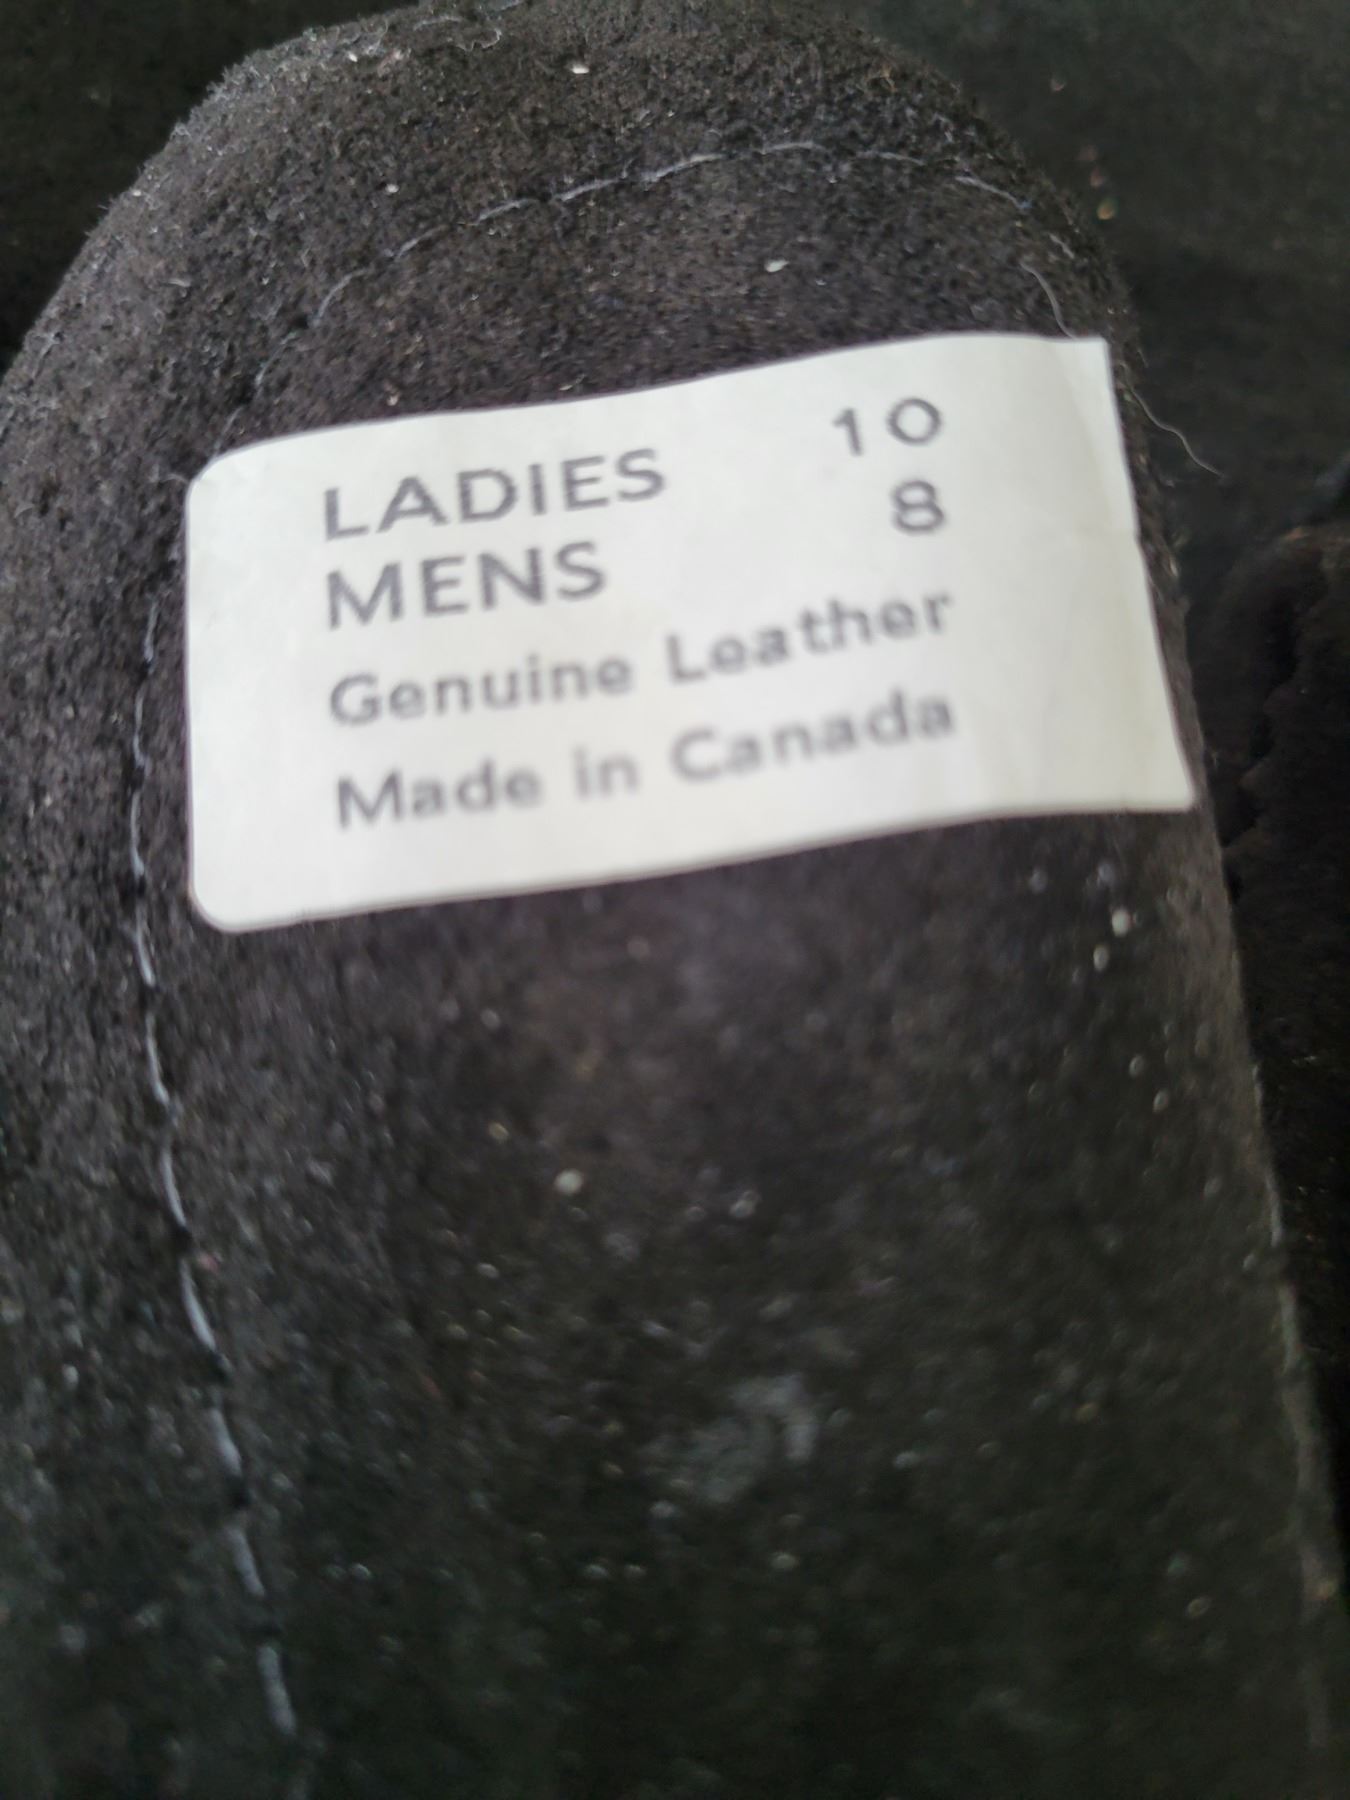 LADIES 10
MENS 8
Genuine Leather
Made in Canada